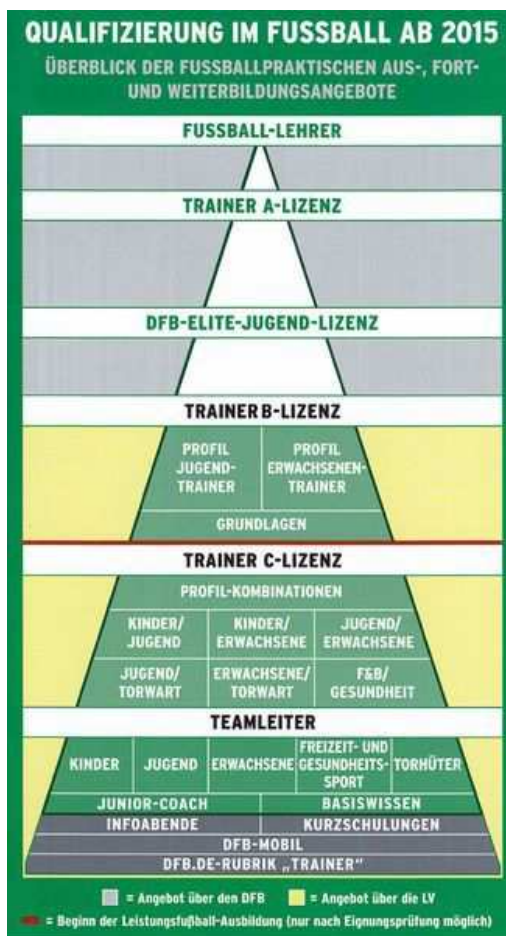 QUALIFIZIERUNG IM FUSSBALL AB 2015
ÜBERBLICK DER FUSSBALLPRAKTISCHEN AUS-, FORT-
UND WEITERBILDUNGSANGEBOTE
FUSSBALL-LEHRER
TRAINER A-LIZENZ
DFB-ELITE-JUGEND-LIZENZ
TRAINER B-LIZENZ
PROFIL
JUGEND-
TRAINER
PROFIL
ERWACHSENEN-
TRAINER
GRUNDLAGEN
TRAINER C-LIZENZ
PROFIL-KOMBINATIONEN
KINDER/
JUGEND
KINDER/
ERWACHSENE
JUGEND/
ERWACHSENE
JUGEND/
TORWART
ERWACHSENE/
TORWART
F&B/
GESUNDHEIT
TEAMLEITER
KINDER
JUGEND
ERWACHSENE
FREIZEIT- UND
GESUNDHEITS-
SPORT
TORHÜTER
JUNIOR-COACH
BASISWISSEN
INFOABENDE
KURZSCHULUNGEN
DFB-MOBIL
DFB.DE-RUBRIK „TRAINER“
= Angebot über den DFB
= Angebot über die LV
= Beginn der Leistungsfußball-Ausbildung (nur nach Eignungsprüfung möglich)